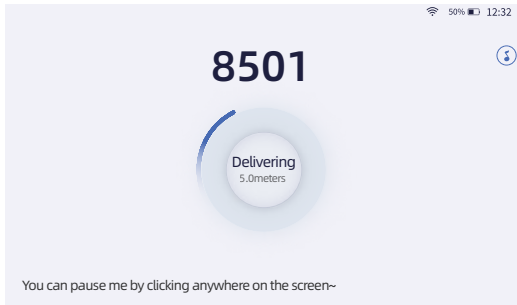 50% 12:32
8501
Delivering
5.0meters
You can pause me by clicking anywhere on the screen~